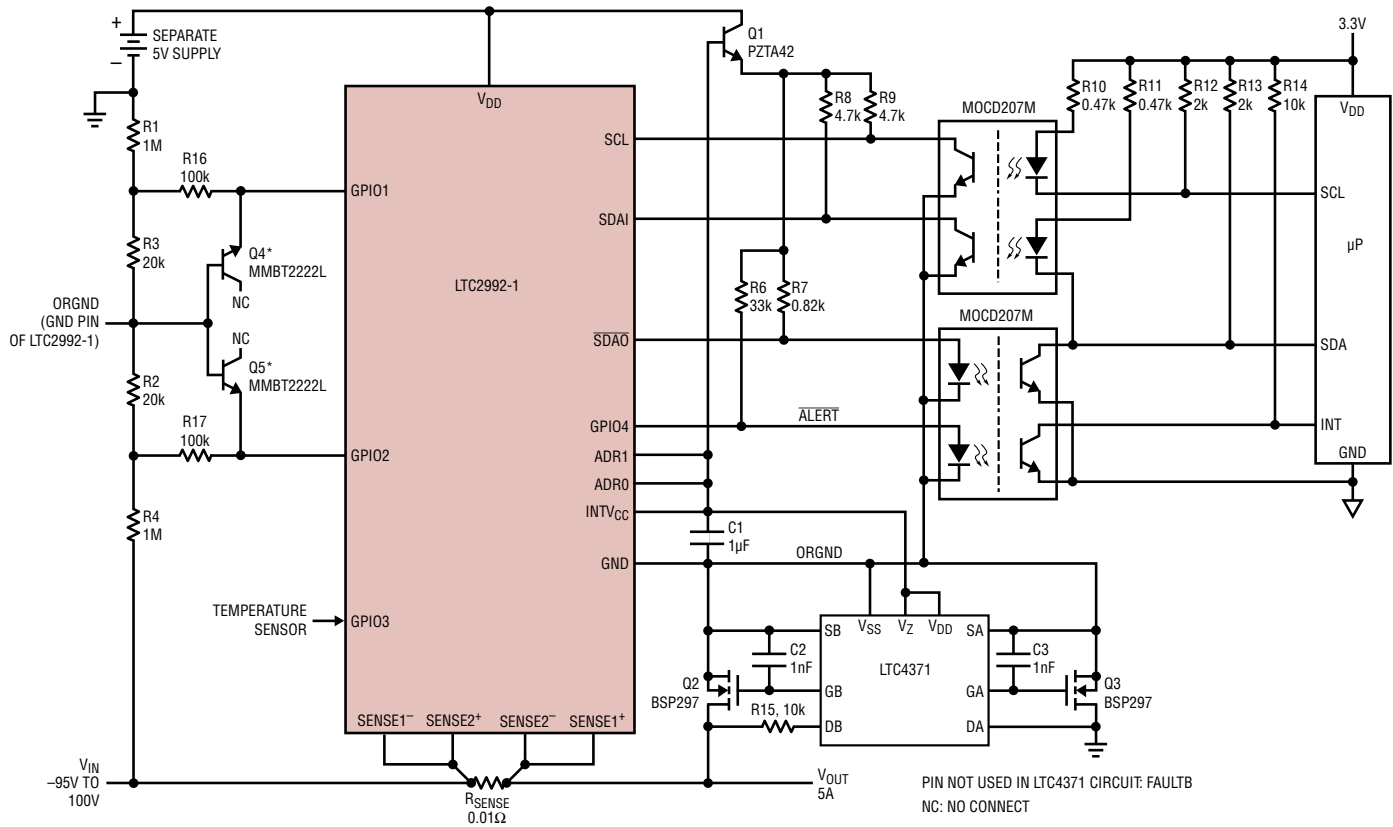 +
SEPARATE
5V SUPPLY
–
R1
1M
R16
100k
R3
20k
Q4*
MMBT2222L
NC
ORGND
(GND PIN
OF LTC2992-1)
NC
Q5*
MMBT2222L
R2
20k
R17
100k
R4
1M
TEMPERATURE
SENSOR
VIN
–95V TO
100V
VDD
GPIO1
GPIO2
GPIO3
LTC2992-1
SCL
SDAI
SDAO
GPIO4
ADR1
ADR0
INTVCC
GND
SENSE1–
SENSE2+
SENSE2–
SENSE1+
RSENSE
0.01Ω
Q1
PZTA42
R8
4.7k
R9
4.7k
R6
33k
R7
0.82k
ALERT
C1
1µF
ORGND
MOCD207M
MOCD207M
R10
0.47k
R11
0.47k
R12
2k
R13
2k
R14
10k
3.3V
VDD
SCL
µP
SDA
INT
GND
SB
VSS
VZ
VDD
SA
C2
1nF
LTC4371
C3
1nF
Q2
BSP297
GB
GA
Q3
BSP297
R15, 10k
DB
DA
VOUT
5A
PIN NOT USED IN LTC4371 CIRCUIT: FAULTB
NC: NO CONNECT